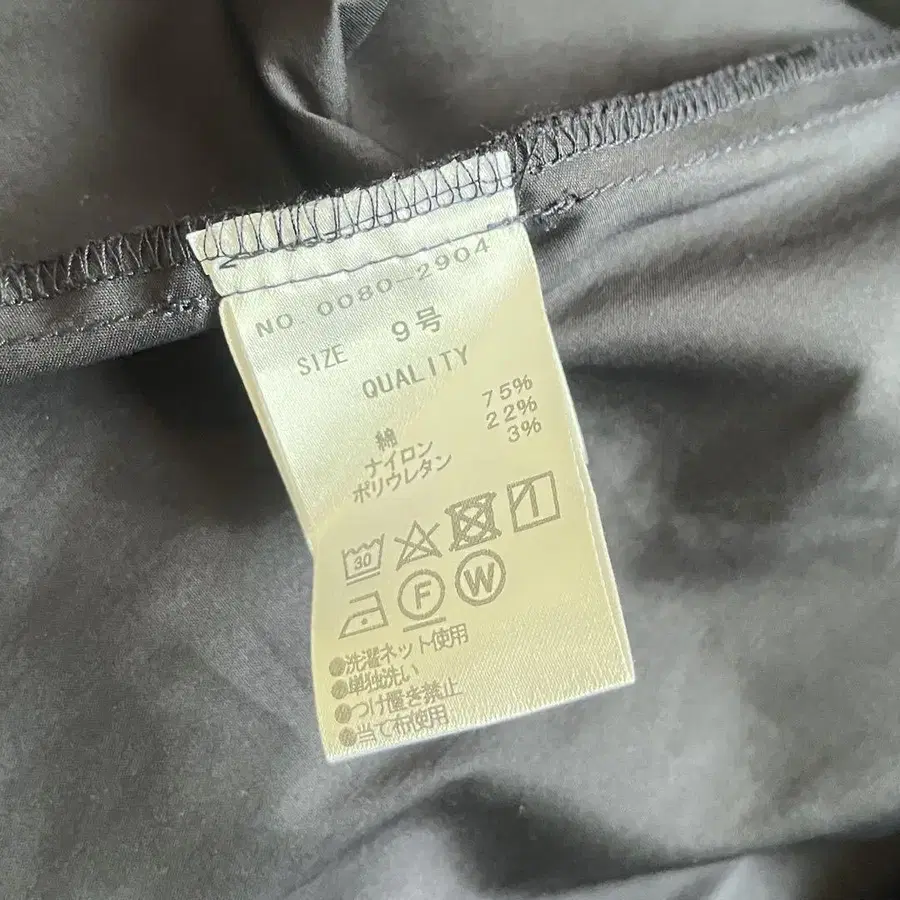 NO. 0080-2904
SIZE 9号
QUALITY
綿 75%
ナイロン 22%
ポリウレタン 3%
30
F W
洗濯ネット使用
単独洗い
つけ置き禁止
当て布使用